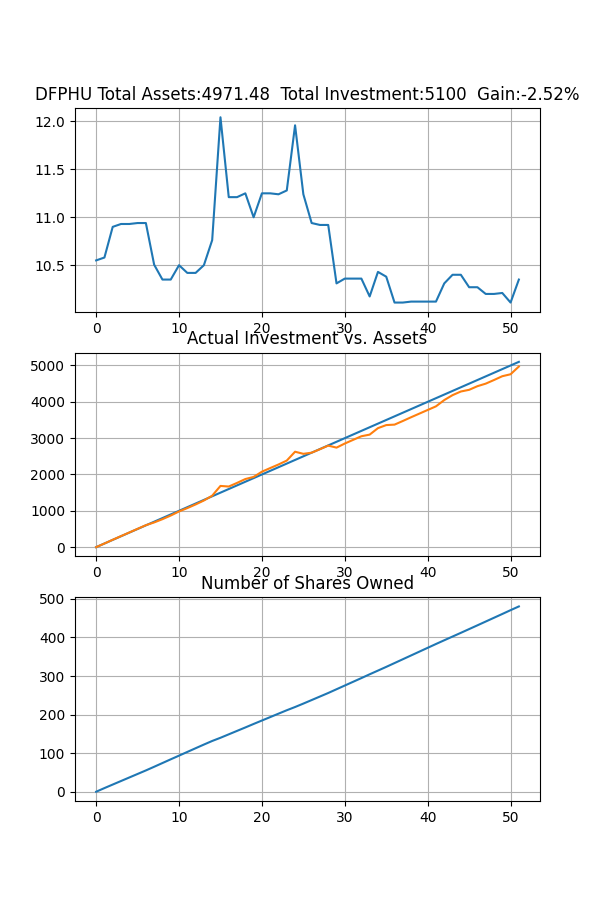 DFPHU Total Assets:4971.48  Total Investment:5100  Gain:-2.52%
12.0
11.5
11.0
10.5
0 10 20 30 40 50
Actual Investment vs. Assets
5000
4000
3000
2000
1000
0
0 10 20 30 40 50
Number of Shares Owned
500
400
300
200
100
0
0 10 20 30 40 50